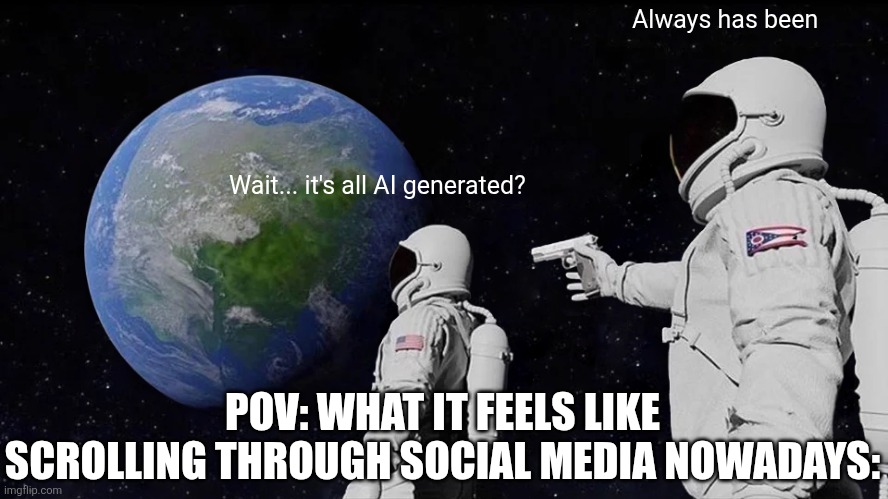 Always has been
Wait... it's all AI generated?
POV: WHAT IT FEELS LIKE
SCROLLING THROUGH SOCIAL MEDIA NOWADAYS:
imgflip.com